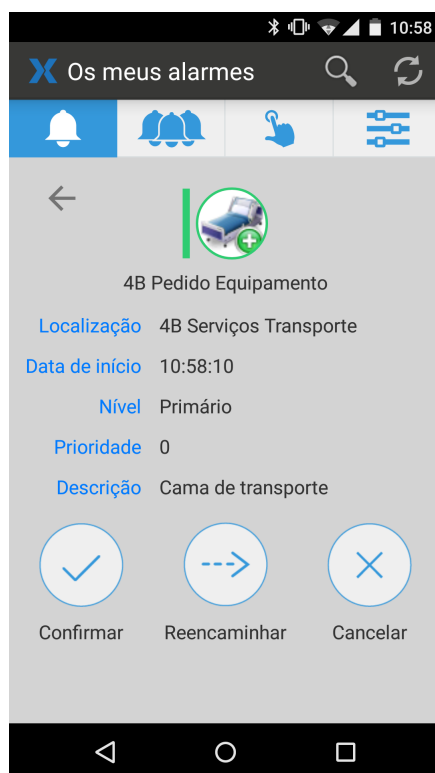 10:58
Os meus alarmes
4B Pedido Equipamento
Localização 4B Serviços Transporte
Data de início 10:58:10
Nível Primário
Prioridade 0
Descrição Cama de transporte
Confirmar Reencaminhar Cancelar